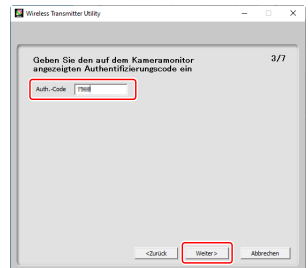 Wireless Transmitter Utility
Geben Sie den auf dem Kameramonitor
angezeigten Authentifizierungscode ein
3/7
Auth.-Code
<Zurück
Weiter>
Abbrechen